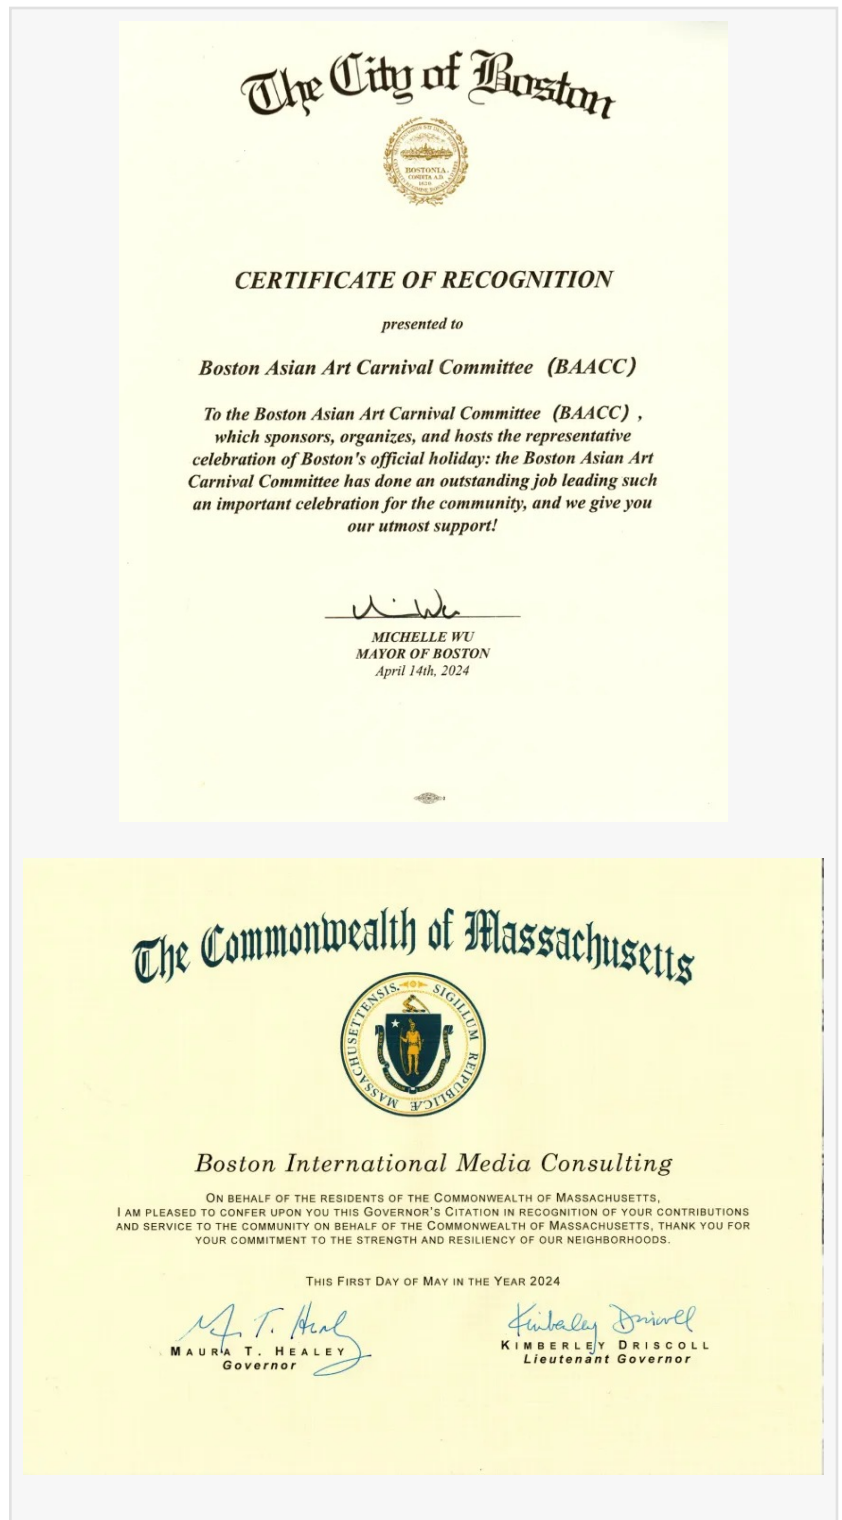 The City of Boston
BOSTONIA.
CONDITA A.D.
1630
CERTIFICATE OF RECOGNITION
presented to
Boston Asian Art Carnival Committee (BAACC)
To the Boston Asian Art Carnival Committee (BAACC) ,
which sponsors, organizes, and hosts the representative
celebration of Boston's official holiday: the Boston Asian Art
Carnival Committee has done an outstanding job leading such
an important celebration for the community, and we give you
our utmost support!
MICHELLE WU
MAYOR OF BOSTON
April 14th, 2024
The Commonwealth of Massachusetts
SIGILLUM REIPUBLICÆ MASSACHUSETTENSIS.
Boston International Media Consulting
ON BEHALF OF THE RESIDENTS OF THE COMMONWEALTH OF MASSACHUSETTS,
I AM PLEASED TO CONFER UPON YOU THIS GOVERNOR'S CITATION IN RECOGNITION OF YOUR CONTRIBUTIONS
AND SERVICE TO THE COMMUNITY ON BEHALF OF THE COMMONWEALTH OF MASSACHUSETTS, THANK YOU FOR
YOUR COMMITMENT TO THE STRENGTH AND RESILIENCY OF OUR NEIGHBORHOODS.
THIS FIRST DAY OF MAY IN THE YEAR 2024
Kimberley Driscoll
MAURA T. HEALEY
Governor
KIMBERLEY DRISCOLL
Lieutenant Governor